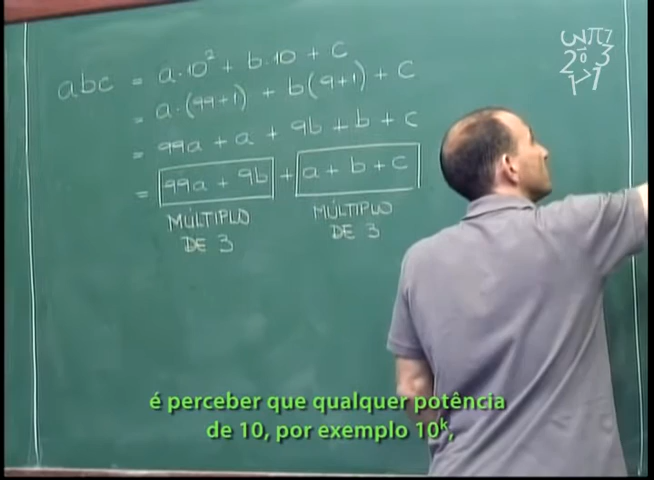 abc = a·10² + b·10 + c
= a·(99+1) + b(9+1) + c
= 99a + a + 9b + b + c
= 99a + 9b + a + b + c
MÚLTIPLO DE 3
MÚLTIPLO DE 3
é perceber que qualquer potência
de 10, por exemplo 10ᵏ,